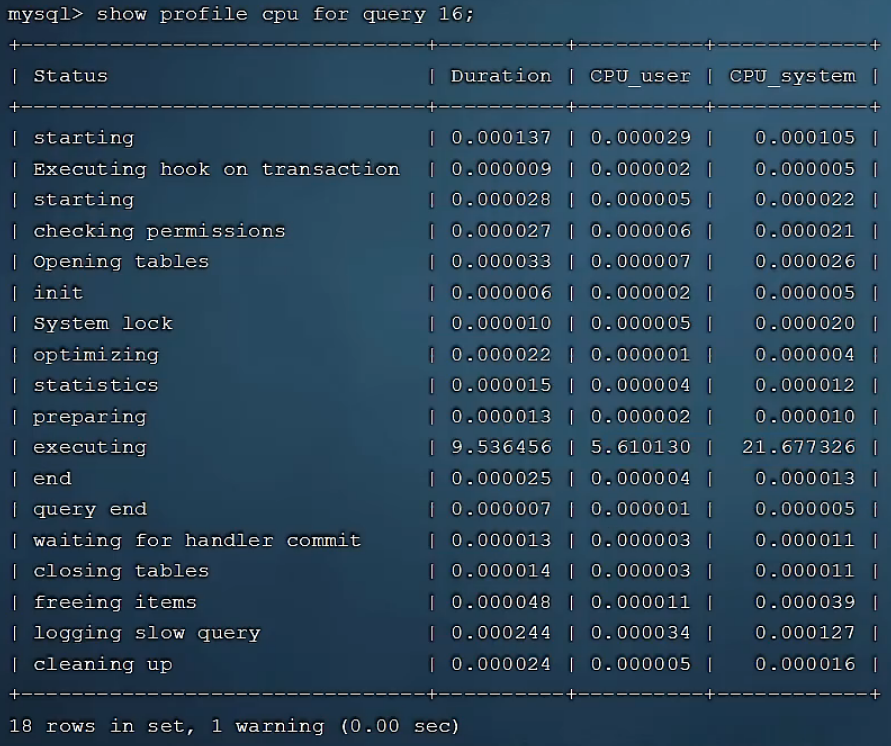 mysql> show profile cpu for query 16;
+--------------------------------+----------+----------+------------+
| Status                         | Duration | CPU_user | CPU_system |
+--------------------------------+----------+----------+------------+
| starting                       | 0.000137 | 0.000029 |   0.000105 |
| Executing hook on transaction  | 0.000009 | 0.000002 |   0.000005 |
| starting                       | 0.000028 | 0.000005 |   0.000022 |
| checking permissions           | 0.000027 | 0.000006 |   0.000021 |
| Opening tables                 | 0.000033 | 0.000007 |   0.000026 |
| init                           | 0.000006 | 0.000002 |   0.000005 |
| System lock                    | 0.000010 | 0.000005 |   0.000020 |
| optimizing                     | 0.000022 | 0.000001 |   0.000004 |
| statistics                     | 0.000015 | 0.000004 |   0.000012 |
| preparing                      | 0.000013 | 0.000002 |   0.000010 |
| executing                      | 9.536456 | 5.610130 |  21.677326 |
| end                            | 0.000025 | 0.000004 |   0.000013 |
| query end                      | 0.000007 | 0.000001 |   0.000005 |
| waiting for handler commit     | 0.000013 | 0.000003 |   0.000011 |
| closing tables                 | 0.000014 | 0.000003 |   0.000011 |
| freeing items                  | 0.000048 | 0.000011 |   0.000039 |
| logging slow query             | 0.000244 | 0.000034 |   0.000127 |
| cleaning up                    | 0.000024 | 0.000005 |   0.000016 |
+--------------------------------+----------+----------+------------+
18 rows in set, 1 warning (0.00 sec)